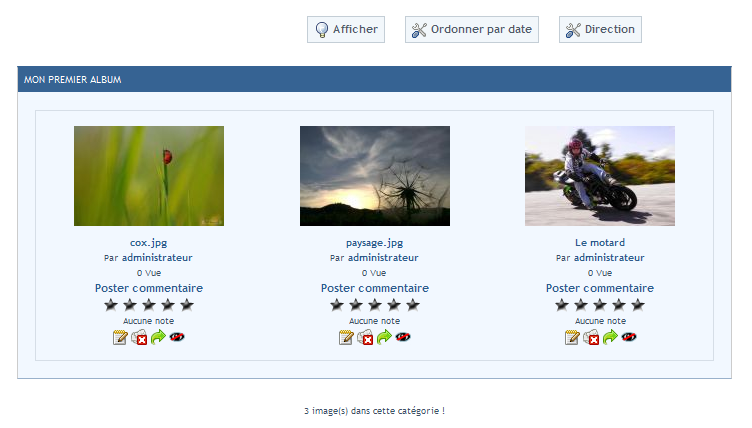 Afficher Ordonner par date Direction
MON PREMIER ALBUM
cox.jpg paysage.jpg Le motard
Par administrateur Par administrateur Par administrateur
0 Vue 0 Vue 0 Vue
Poster commentaire Poster commentaire Poster commentaire
Aucune note Aucune note Aucune note
3 image(s) dans cette catégorie !